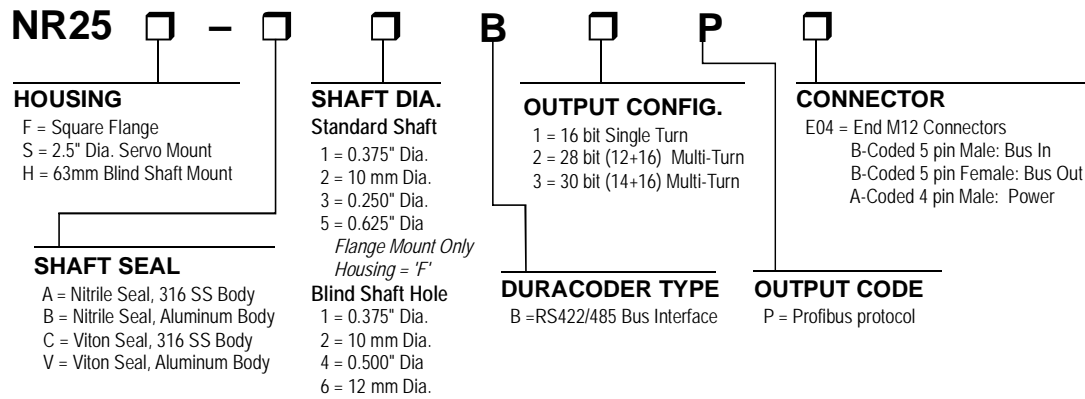 NR25 – B P
HOUSING
F = Square Flange
S = 2.5" Dia. Servo Mount
H = 63mm Blind Shaft Mount
SHAFT SEAL
A = Nitrile Seal, 316 SS Body
B = Nitrile Seal, Aluminum Body
C = Viton Seal, 316 SS Body
V = Viton Seal, Aluminum Body
SHAFT DIA.
Standard Shaft
1 = 0.375" Dia.
2 = 10 mm Dia.
3 = 0.250" Dia.
5 = 0.625" Dia
Flange Mount Only
Housing = 'F'
Blind Shaft Hole
1 = 0.375" Dia.
2 = 10 mm Dia.
4 = 0.500" Dia
6 = 12 mm Dia.
DURACODER TYPE
B =RS422/485 Bus Interface
OUTPUT CONFIG.
1 = 16 bit Single Turn
2 = 28 bit (12+16) Multi-Turn
3 = 30 bit (14+16) Multi-Turn
OUTPUT CODE
P = Profibus protocol
CONNECTOR
E04 = End M12 Connectors
B-Coded 5 pin Male: Bus In
B-Coded 5 pin Female: Bus Out
A-Coded 4 pin Male: Power